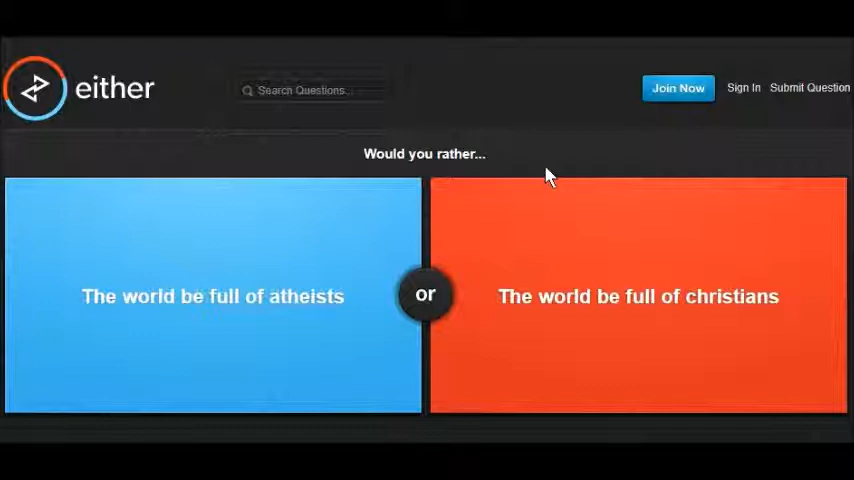 either
Search Questions...
Join Now
Sign In
Submit Question
Would you rather...
The world be full of atheists
or
The world be full of christians